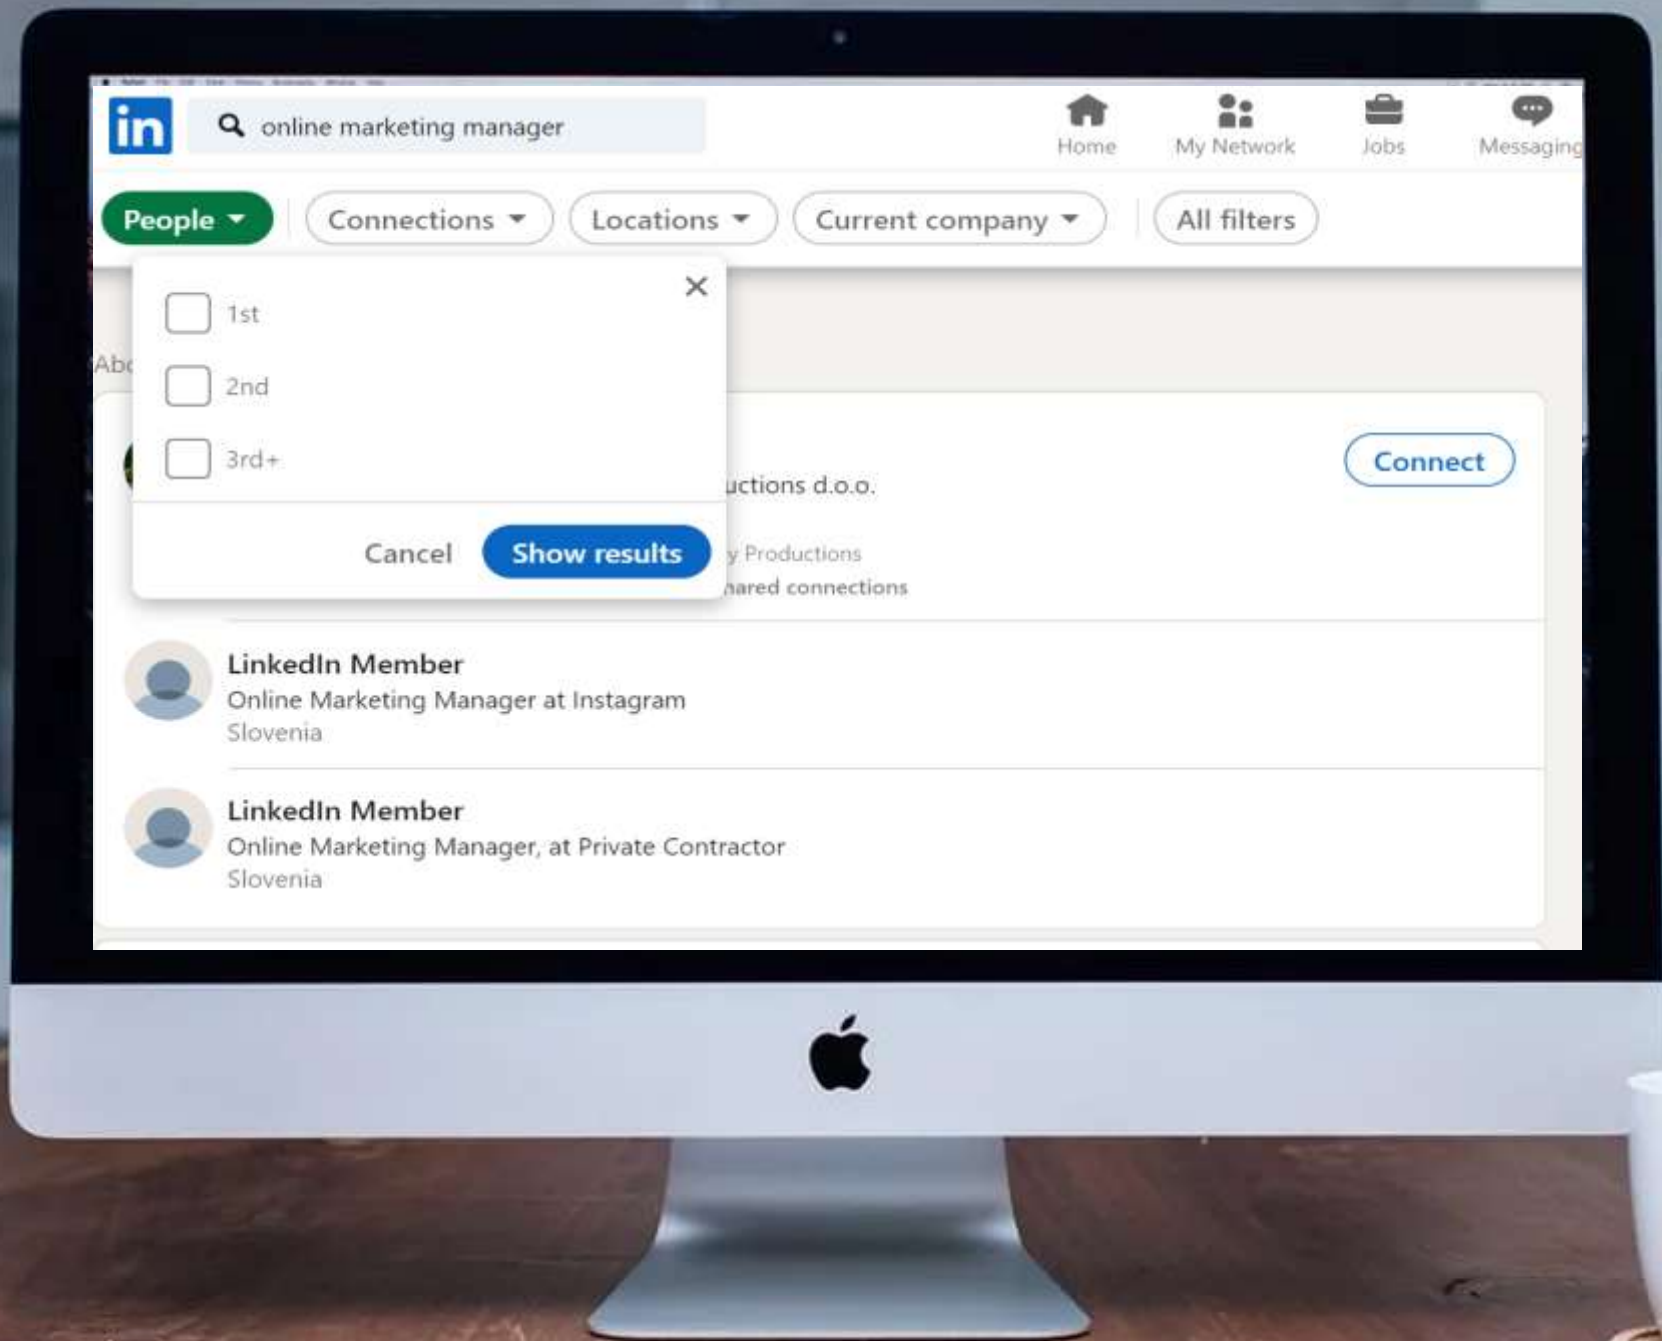 in
online marketing manager
Home
My Network
Jobs
Messaging
People
Connections
Locations
Current company
All filters
1st
2nd
3rd+
Cancel
Show results
Connect
d.o.o.
Productions
connections
LinkedIn Member
Online Marketing Manager at Instagram
Slovenia
LinkedIn Member
Online Marketing Manager, at Private Contractor
Slovenia